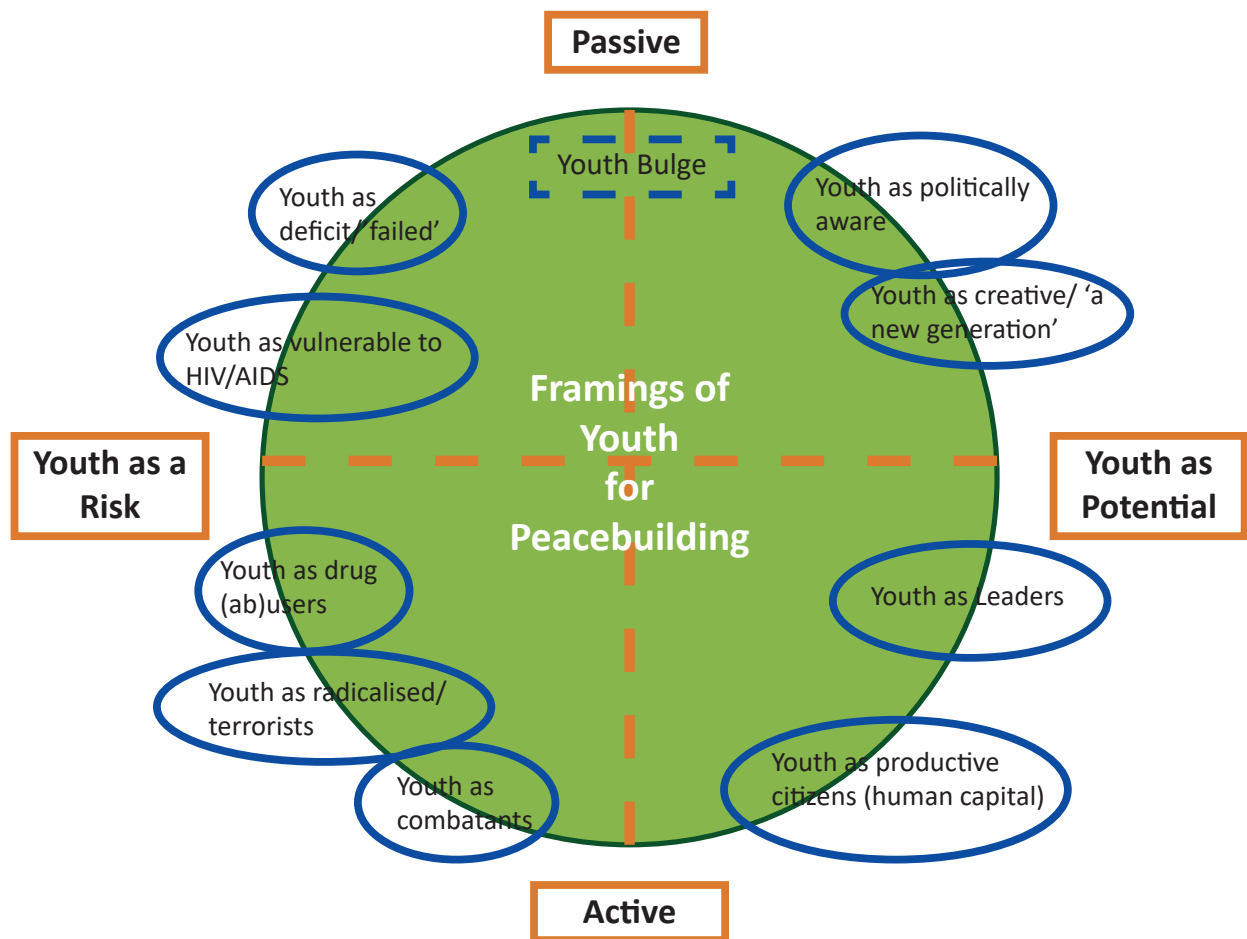 Passive
Youth Bulge
Youth as
deficit/‘failed’
Youth as politically
aware
Youth as creative/ ‘a
new generation’
Youth as vulnerable to
HIV/AIDS
Framings of
Youth
for
Peacebuilding
Youth as a
Risk
Youth as
Potential
Youth as drug
(ab)users
Youth as Leaders
Youth as radicalised/
terrorists
Youth as
combatants
Youth as productive
citizens (human capital)
Active